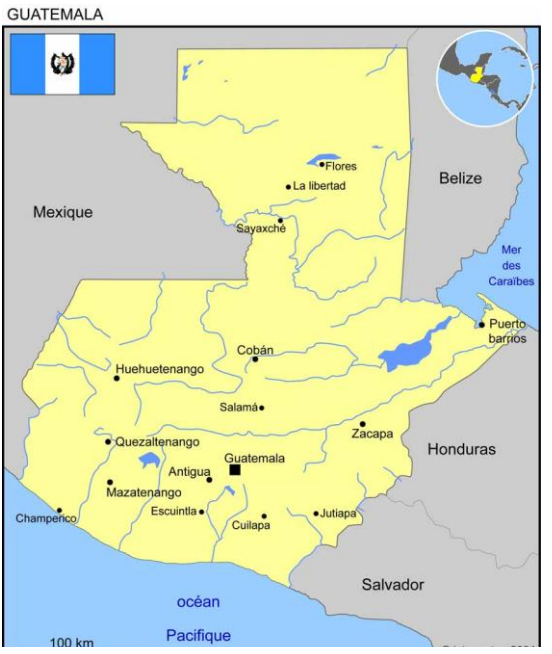 GUATEMALA
Flores
La libertad
Belize
Mexique
Sayaxché
Mer
des
Caraïbes
Puerto
barrios
Cobán
Huehuetenango
Salamá
Zacapa
Quezaltenango
Honduras
Guatemala
Antigua
Mazatenango
Champerico
Escuintla
Cuilapa
Jutiapa
Salvador
océan
Pacifique
100 km